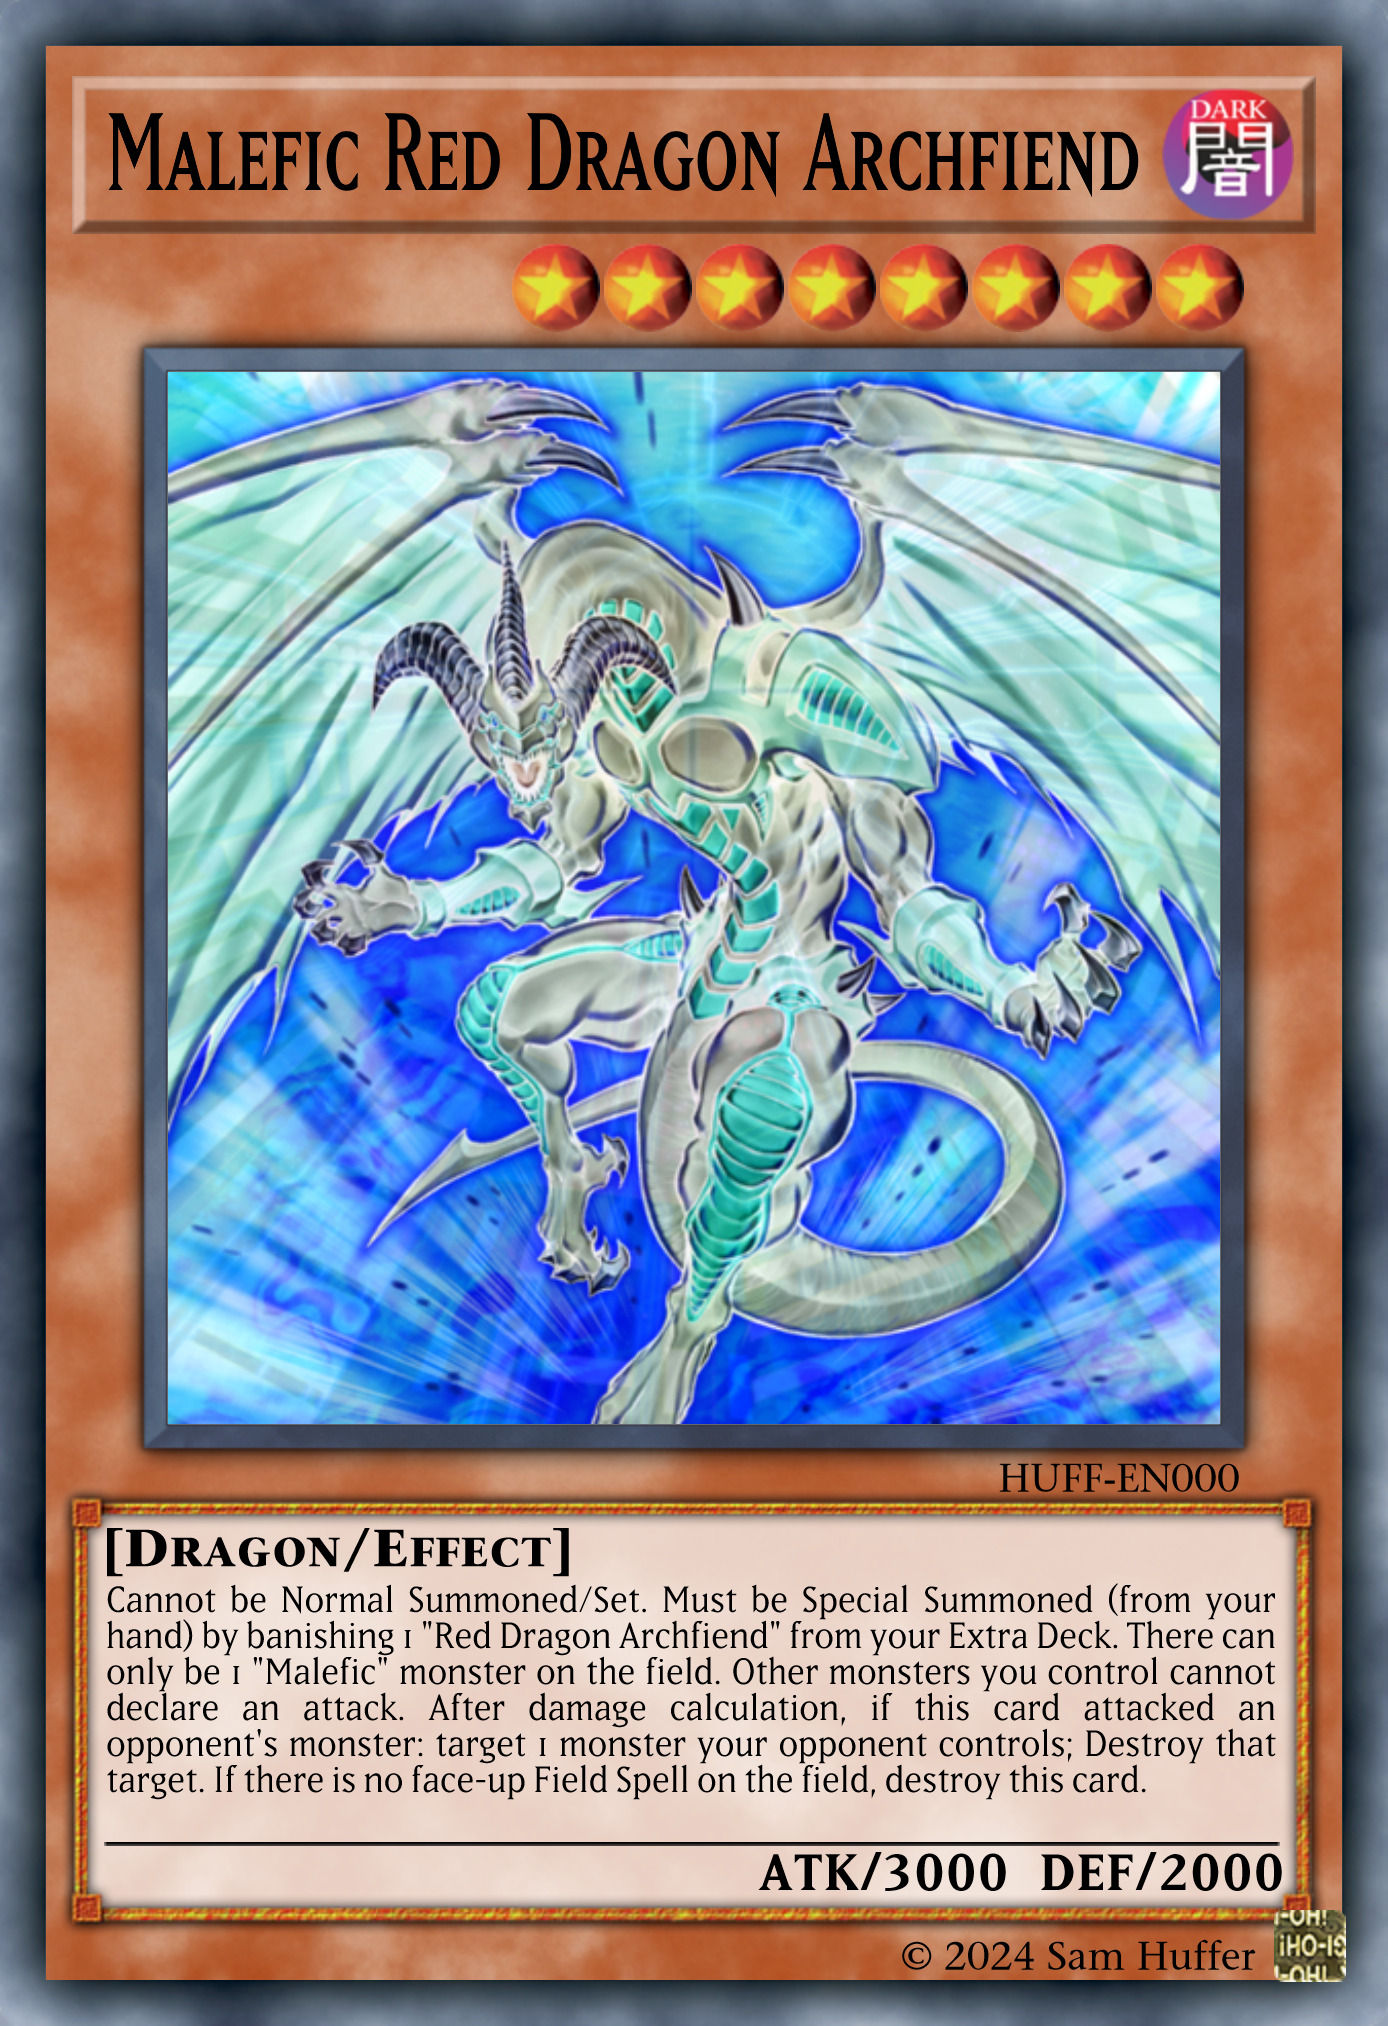 Malefic Red Dragon Archfiend
DARK
闇
HUFF-EN000
[Dragon/Effect]
Cannot be Normal Summoned/Set. Must be Special Summoned (from your
hand) by banishing 1 "Red Dragon Archfiend" from your Extra Deck. There can
only be 1 "Malefic" monster on the field. Other monsters you control cannot
declare an attack. After damage calculation, if this card attacked an
opponent's monster: target 1 monster your opponent controls; Destroy that
target. If there is no face-up Field Spell on the field, destroy this card.
ATK/3000 DEF/2000
© 2024 Sam Huffer